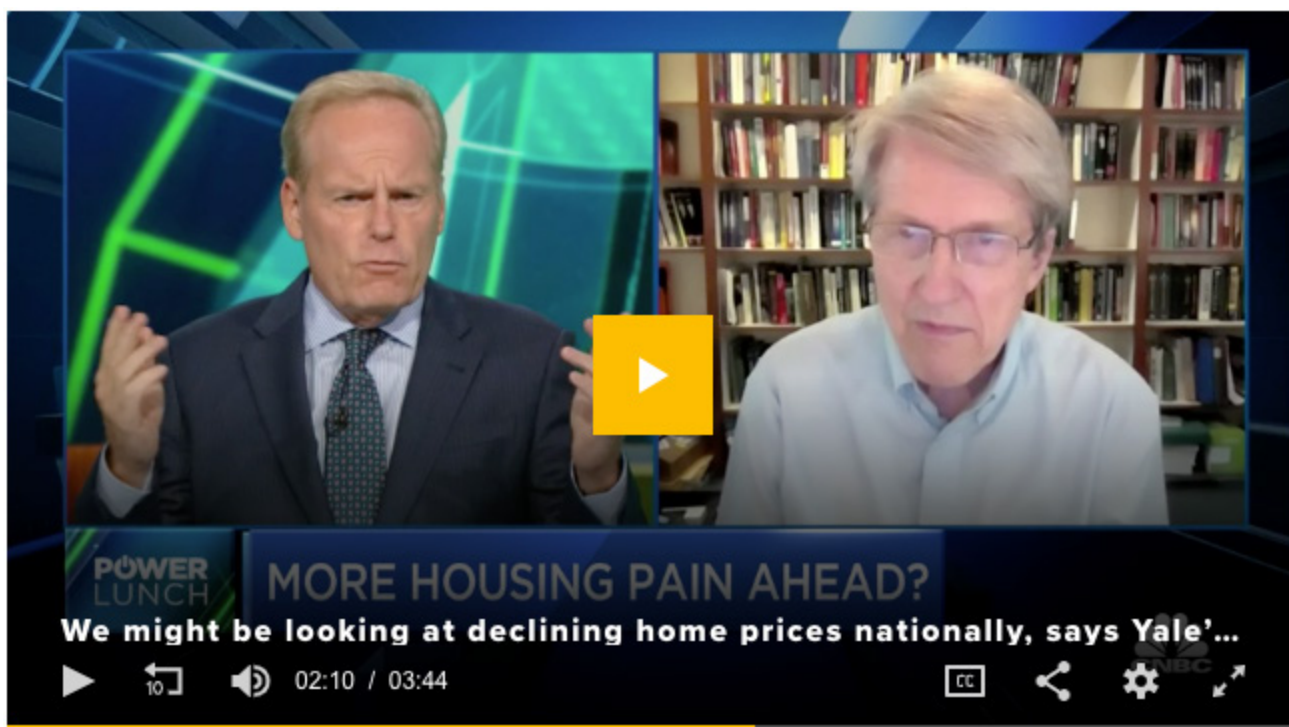 POWER
LUNCH
MORE HOUSING PAIN AHEAD?
We might be looking at declining home prices nationally, says Yale’...
10
02:10 / 03:44
CC
CNBC